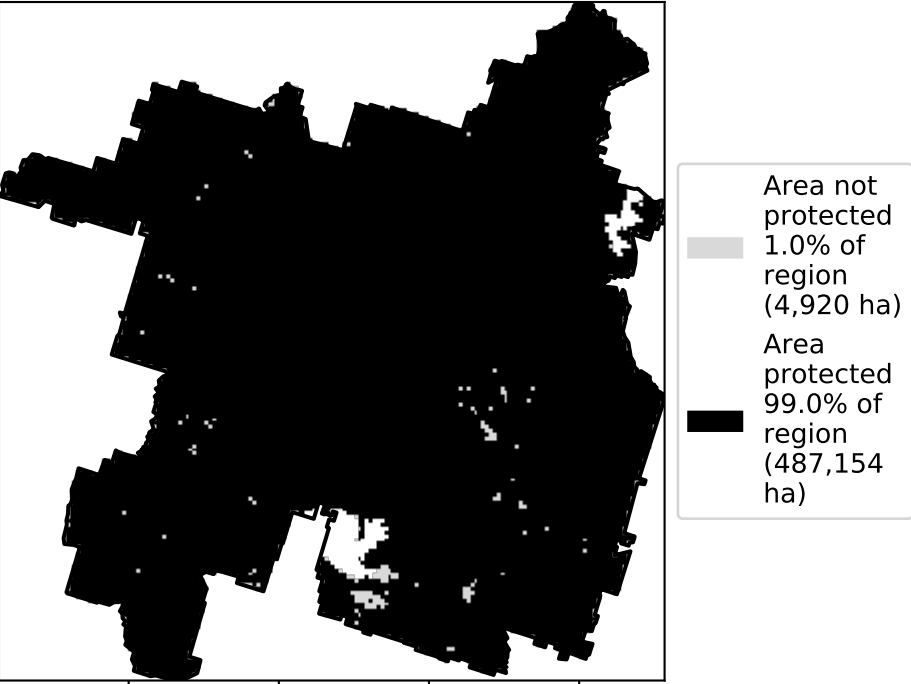 Area not
protected
1.0% of
region
(4,920 ha)
Area
protected
99.0% of
region
(487,154
ha)